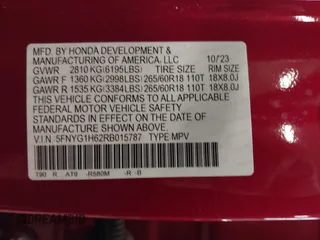 MFD. BY HONDA DEVELOPMENT &
MANUFACTURING OF AMERICA, LLC 10/23
GVWR 2810 KG(6195LBS) TIRE SIZE RIM SIZE
GAWR F 1360 KG(2998LBS) 265/60R18 110T 18X8.0J
GAWR R 1535 KG(3384LBS) 265/60R18 110T 18X8.0J
THIS VEHICLE CONFORMS TO ALL APPLICABLE
FEDERAL MOTOR VEHICLE SAFETY
STANDARDS IN EFFECT ON THE DATE OF
MANUFACTURE SHOWN ABOVE.
V.I.N. 5FNYG1H62RB015787 TYPE:MPV
T90 R AT9 -R580M -R -B